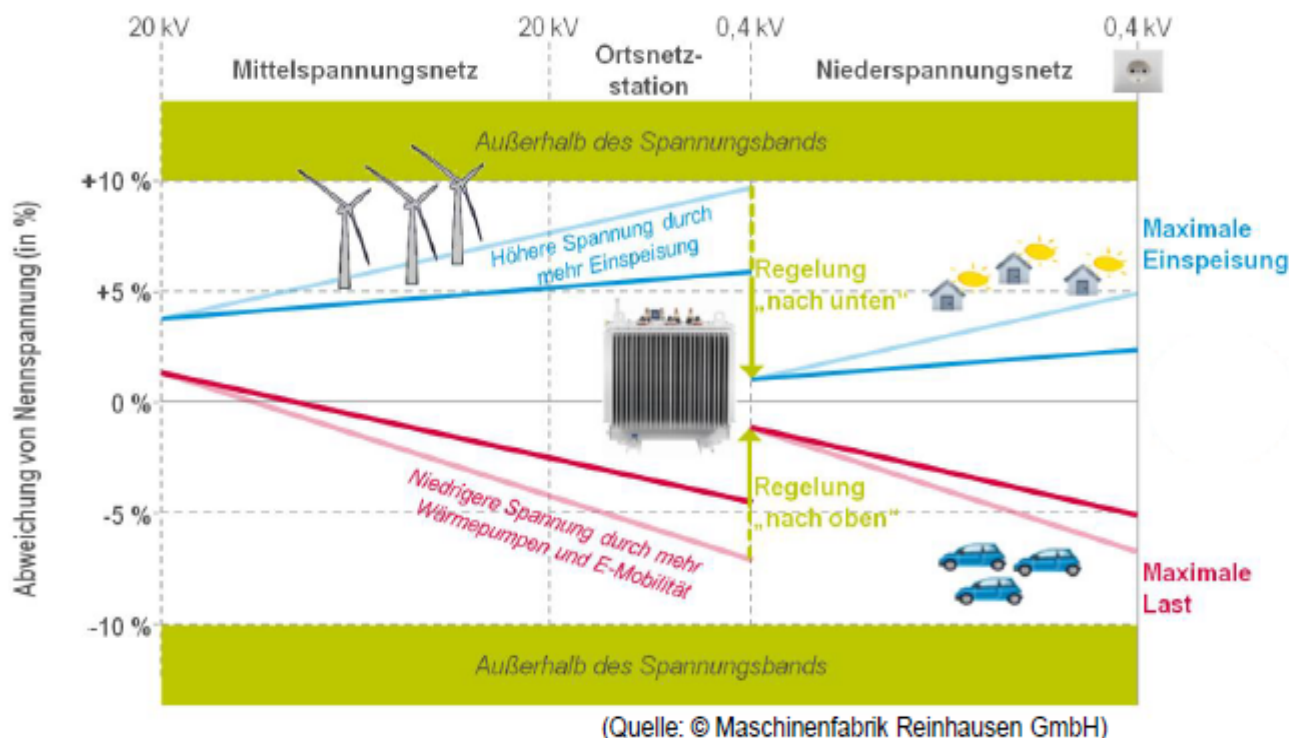 20 kV
20 kV
0,4 kV
0,4 kV
Mittelspannungsnetz
Ortsnetz-
station
Niederspannungsnetz
Außerhalb des Spannungsbands
+10 %
+5 %
0 %
-5 %
-10 %
Abweichung von Nennspannung (in %)
Höhere Spannung durch
mehr Einspeisung
Regelung
„nach unten“
Maximale
Einspeisung
Niedrigere Spannung durch mehr
Wärmepumpen und E-Mobilität
Regelung
„nach oben“
Maximale
Last
Außerhalb des Spannungsbands
(Quelle: © Maschinenfabrik Reinhausen GmbH)